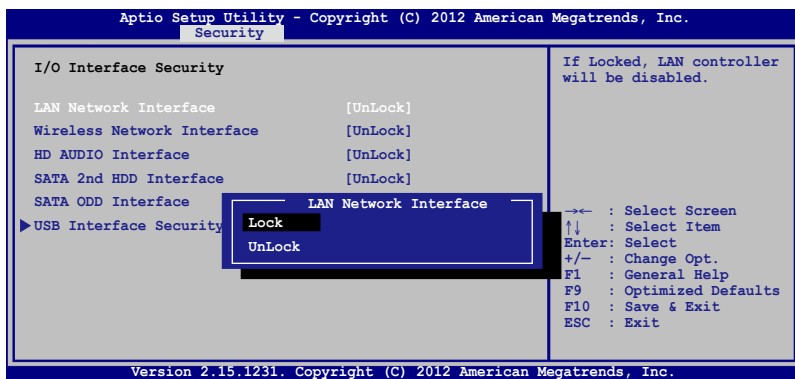 Aptio Setup Utility - Copyright (C) 2012 American Megatrends, Inc.
Security
I/O Interface Security
LAN Network Interface [UnLock]
Wireless Network Interface [UnLock]
HD AUDIO Interface [UnLock]
SATA 2nd HDD Interface [UnLock]
SATA ODD Interface
USB Interface Security
LAN Network Interface
Lock
UnLock
If Locked, LAN controller
will be disabled.
→← : Select Screen
↑↓ : Select Item
Enter: Select
+/— : Change Opt.
F1 : General Help
F9 : Optimized Defaults
F10 : Save & Exit
ESC : Exit
Version 2.15.1231. Copyright (C) 2012 American Megatrends, Inc.